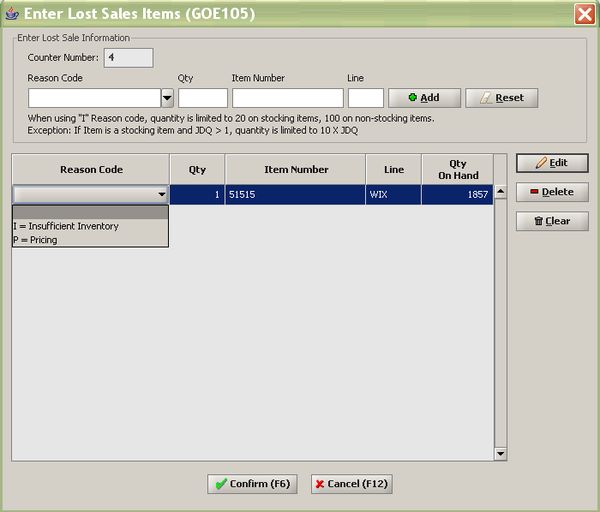 Enter Lost Sales Items (GOE105)
Enter Lost Sale Information
Counter Number: 4
Reason Code Qty Item Number Line
Add Reset
When using "I" Reason code, quantity is limited to 20 on stocking items, 100 on non-stocking items.
Exception: If Item is a stocking item and JDQ > 1, quantity is limited to 10 X JDQ
Reason Code Qty Item Number Line Qty On Hand
Edit
1 51515 WIX 1857
Delete
I = Insufficient Inventory
Clear
P = Pricing
Confirm (F6) Cancel (F12)